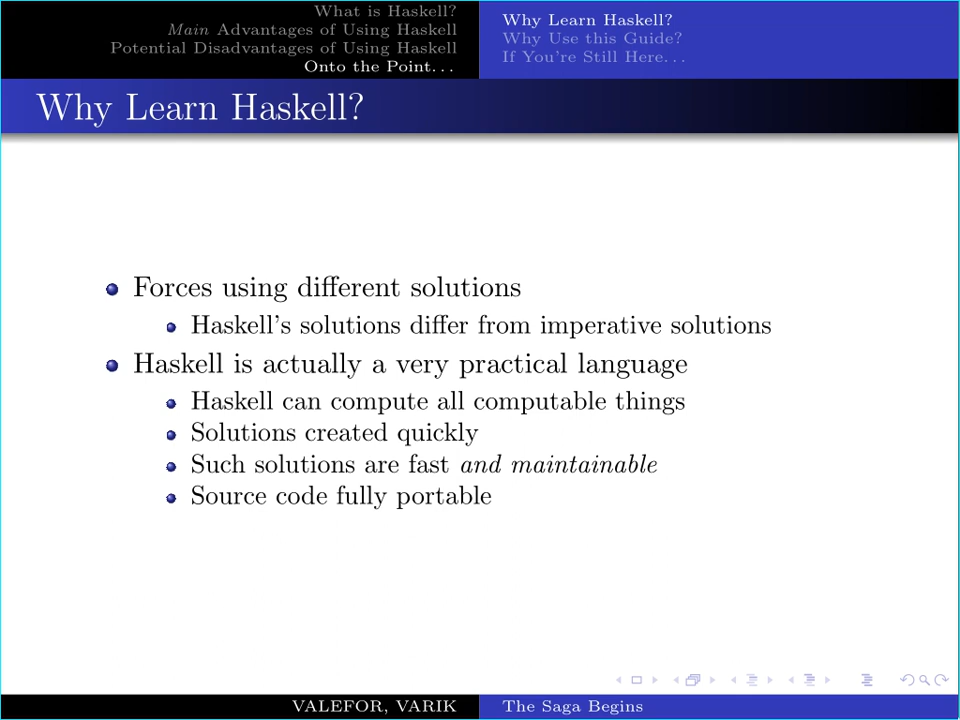 What is Haskell?
Main Advantages of Using Haskell
Potential Disadvantages of Using Haskell
Onto the Point. . .
Why Learn Haskell?
Why Use this Guide?
If You're Still Here. . .
Why Learn Haskell?
Forces using different solutions
Haskell's solutions differ from imperative solutions
Haskell is actually a very practical language
Haskell can compute all computable things
Solutions created quickly
Such solutions are fast and maintainable
Source code fully portable
VALEFOR, VARIK
The Saga Begins